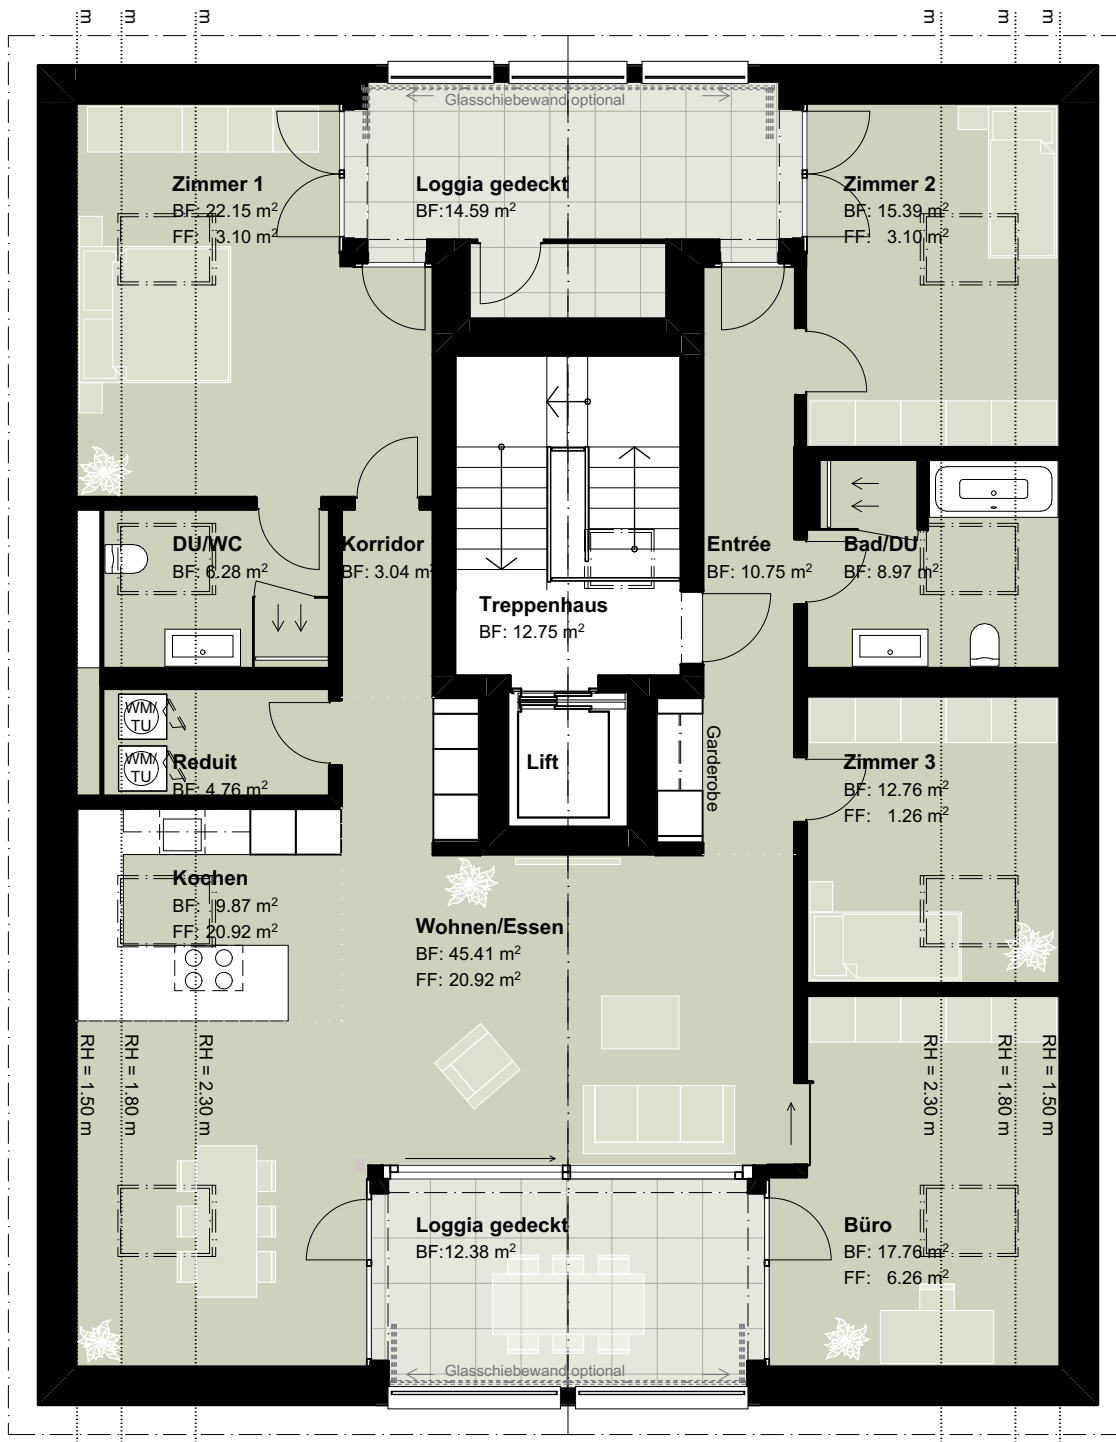 m
m
m
m
m
m
Glasschiebewand optional
Zimmer 1
BF: 22.15 m²
FF: 3.10 m²
Loggia gedeckt
BF:14.59 m²
Zimmer 2
BF: 15.39 m²
FF: 3.10 m²
DU/WC
BF: 6.28 m²
Korridor
BF: 3.04 m²
Entrée
BF: 10.75 m²
Bad/DU
BF: 8.97 m²
Treppenhaus
BF: 12.75 m²
WM/
TU
WM/
TU
Reduit
BF: 4.76 m²
Lift
Garderobe
Zimmer 3
BF: 12.76 m²
FF: 1.26 m²
Kochen
BF: 9.87 m²
FF: 20.92 m²
Wohnen/Essen
BF: 45.41 m²
FF: 20.92 m²
RH = 1.50 m
RH = 1.80 m
RH = 2.30 m
RH = 2.30 m
RH = 1.80 m
RH = 1.50 m
Loggia gedeckt
BF:12.38 m²
Büro
BF: 17.76 m²
FF: 6.26 m²
Glasschiebewand optional